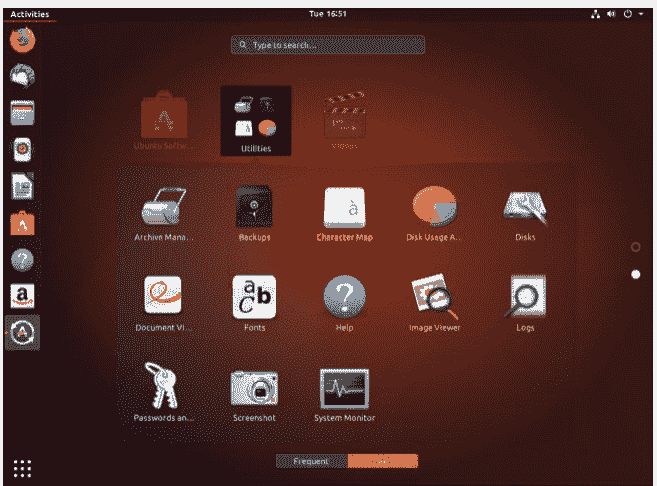 Activities
Tue 16:51
Type to search...
Ubuntu Softw...
Utilities
Videos
Archive Mana...
Backups
Character Map
Disk Usage A...
Disks
Document Vi...
Fonts
Help
Image Viewer
Logs
Passwords an...
Screenshot
System Monitor
Frequent